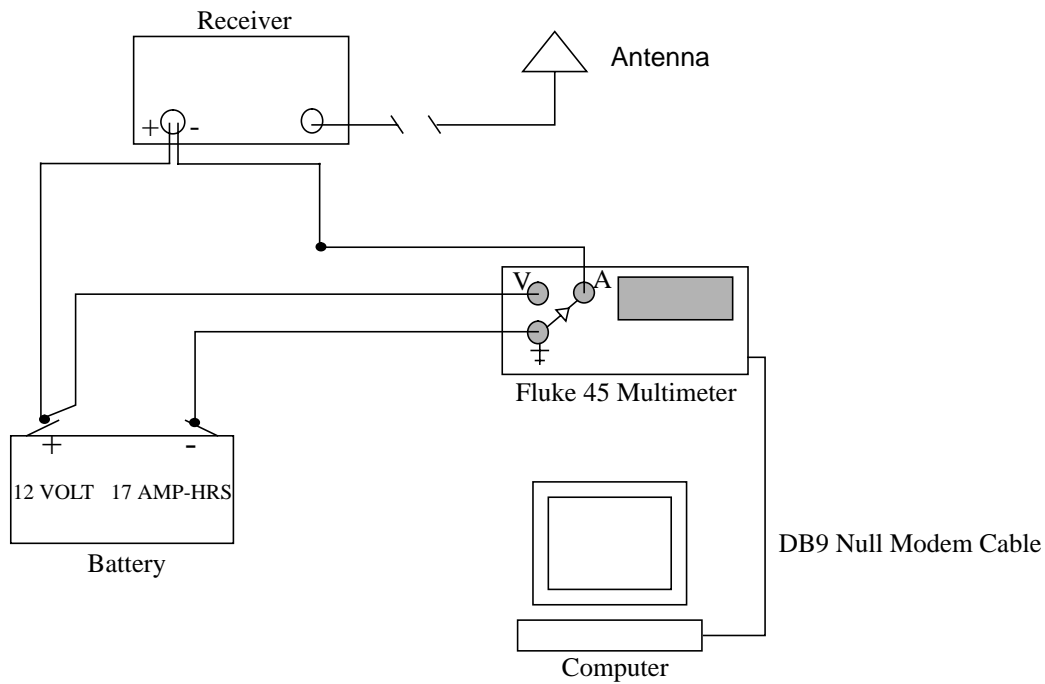 Receiver
Antenna
+ -
V A
Fluke 45 Multimeter
+ -
12 VOLT 17 AMP-HRS
Battery
DB9 Null Modem Cable
Computer